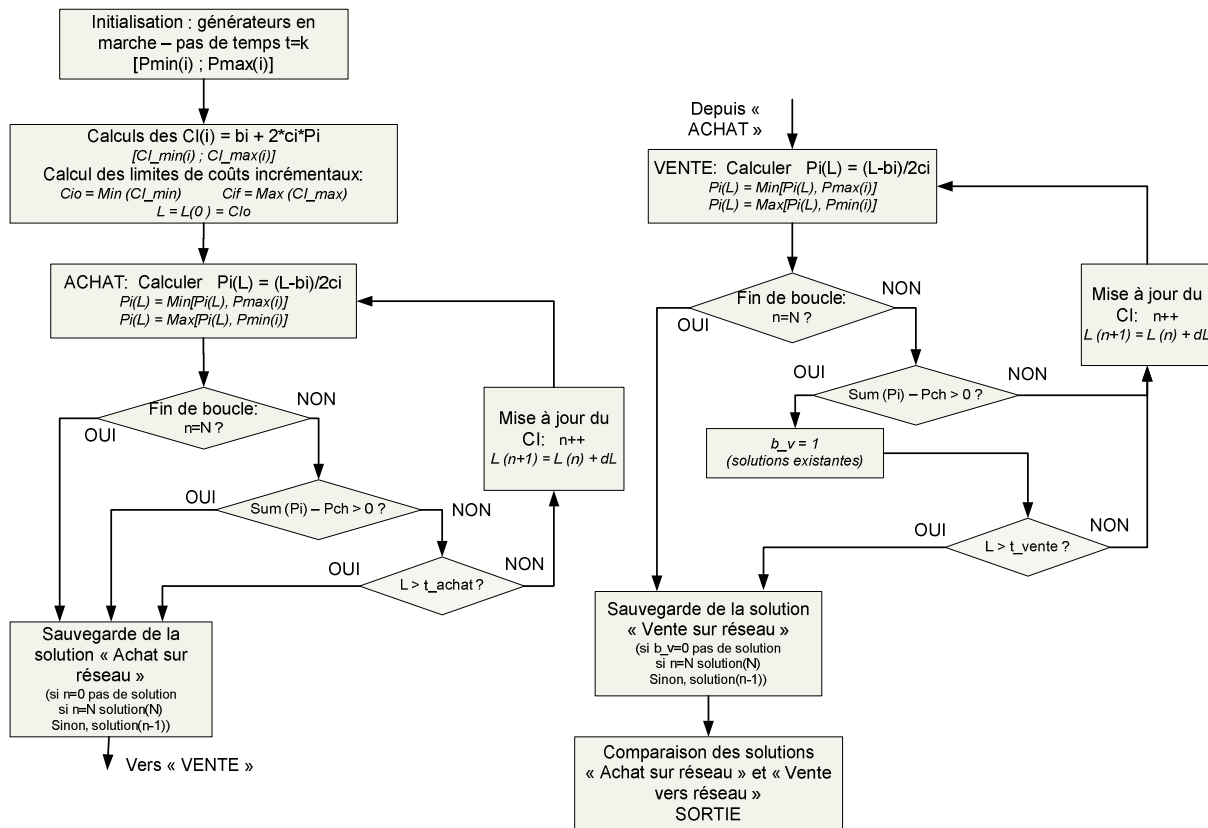 Initialisation : générateurs en
marche – pas de temps t=k
[Pmin(i) ; Pmax(i)]
Calculs des CI(i) = bi + 2*ci*Pi
[CI_min(i) ; CI_max(i)]
Calcul des limites de coûts incrémentaux:
Cio = Min (CI_min) Cif = Max (CI_max)
L = L(0 ) = CIo
ACHAT: Calculer Pi(L) = (L-bi)/2ci
Pi(L) = Min[Pi(L), Pmax(i)]
Pi(L) = Max[Pi(L), Pmin(i)]
Fin de boucle:
n=N ?
OUI
NON
Mise à jour du
CI: n++
L (n+1) = L (n) + dL
Sum (Pi) – Pch > 0 ?
OUI
NON
L > t_achat ?
OUI
NON
Sauvegarde de la
solution « Achat sur
réseau »
(si n=0 pas de solution
si n=N solution(N)
Sinon, solution(n-1))
Vers « VENTE »
Depuis «
ACHAT »
VENTE: Calculer Pi(L) = (L-bi)/2ci
Pi(L) = Min[Pi(L), Pmax(i)]
Pi(L) = Max[Pi(L), Pmin(i)]
Fin de boucle:
n=N ?
OUI
NON
Mise à jour du
CI: n++
L (n+1) = L (n) + dL
Sum (Pi) – Pch > 0 ?
OUI
NON
b_v = 1
(solutions existantes)
L > t_vente ?
OUI
NON
Sauvegarde de la solution
« Vente sur réseau »
(si b_v=0 pas de solution
si n=N solution(N)
Sinon, solution(n-1))
Comparaison des solutions
« Achat sur réseau » et « Vente
vers réseau »
SORTIE